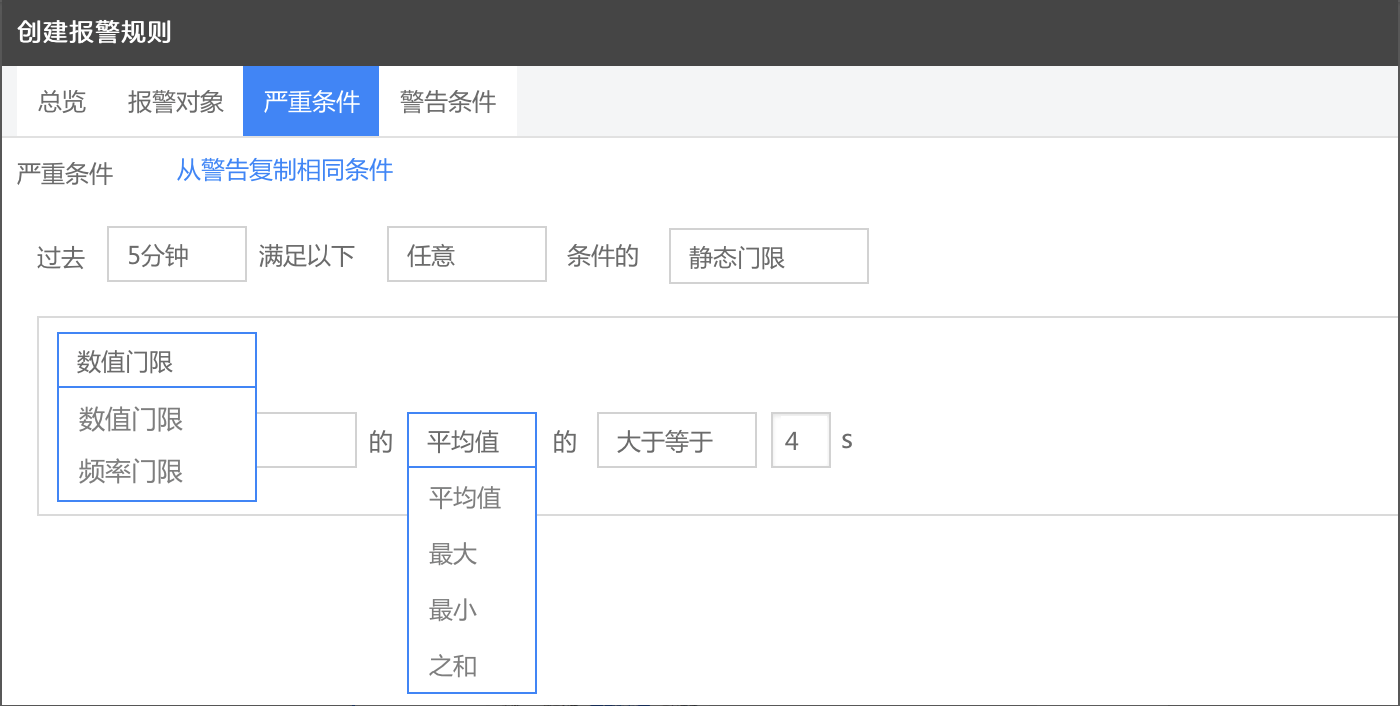 创建报警规则
总览 报警对象 严重条件 警告条件
严重条件 从警告复制相同条件
过去 5分钟 满足以下 任意 条件的 静态门限
数值门限
数值门限
的 平均值 的 大于等于 4 s
频率门限
平均值
最大
最小
之和